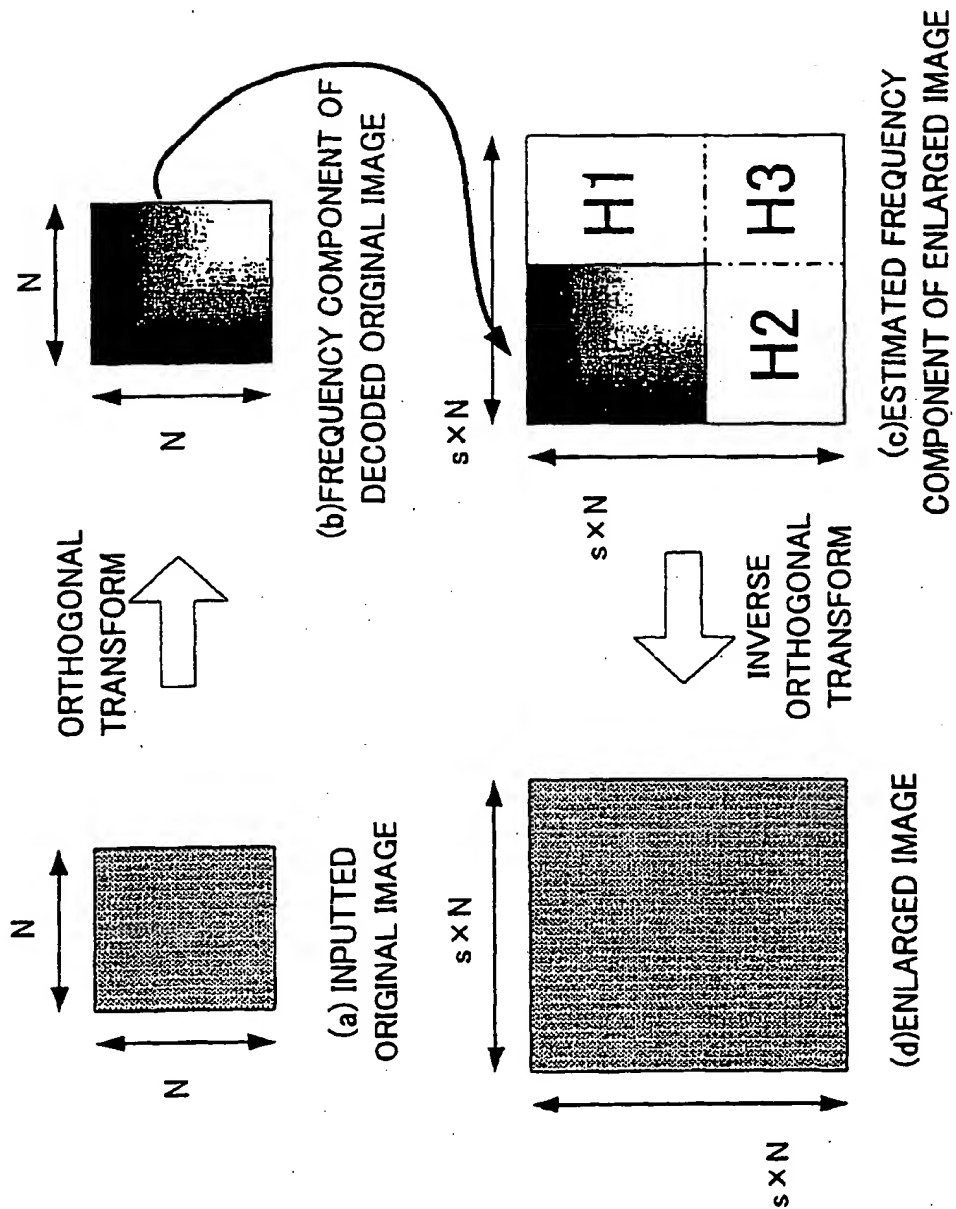 N
N
(a) INPUTTED
ORIGINAL IMAGE
ORTHOGONAL
TRANSFORM
N
N
(b)FREQUENCY COMPONENT OF
DECODED ORIGINAL IMAGE
s×N
s×N
H1
H2
H3
(c)ESTIMATED FREQUENCY
COMPONENT OF ENLARGED IMAGE
INVERSE
ORTHOGONAL
TRANSFORM
s×N
s×N
(d)ENLARGED IMAGE